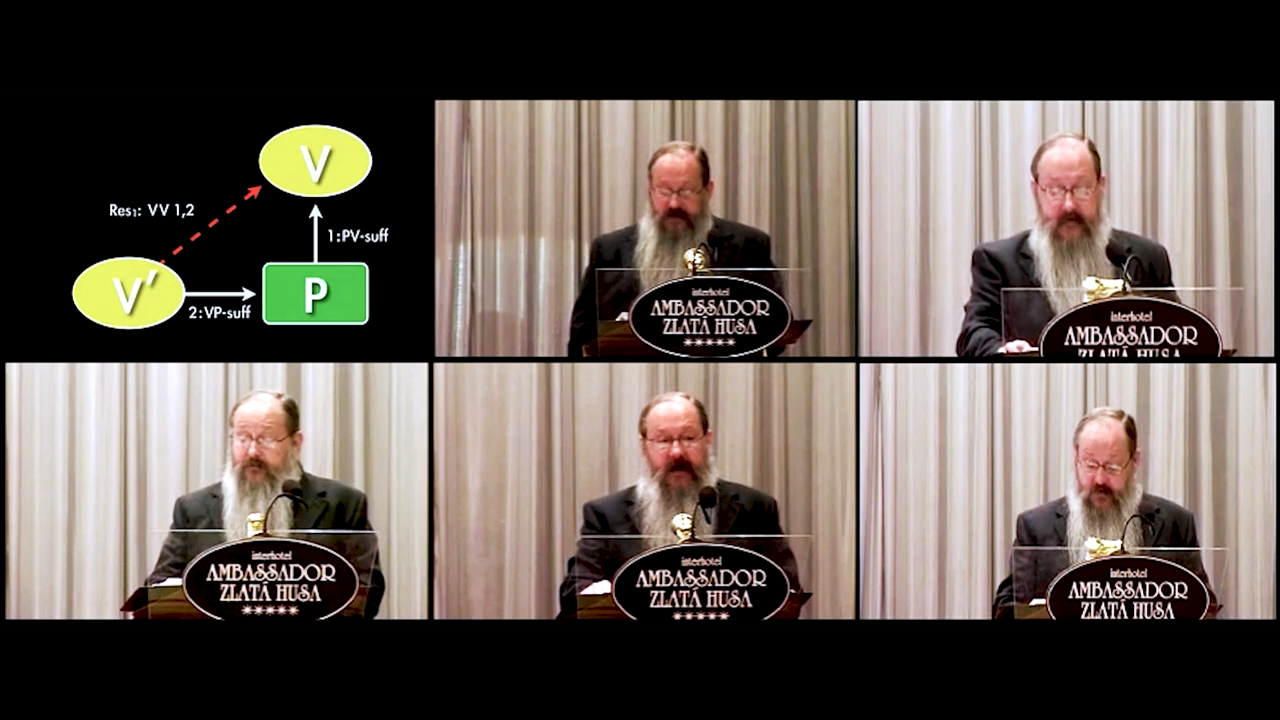 V
Res₁: VV 1,2
1:PV-suff
V′
P
2:VP-suff
interhotel
AMBASSADOR
ZLATÁ HUSA
★★★★★
interhotel
AMBASSADOR
ZLATÁ HUSA
interhotel
AMBASSADOR
ZLATÁ HUSA
★★★★★
interhotel
AMBASSADOR
ZLATÁ HUSA
★★★★★
interhotel
AMBASSADOR
ZLATÁ HUSA